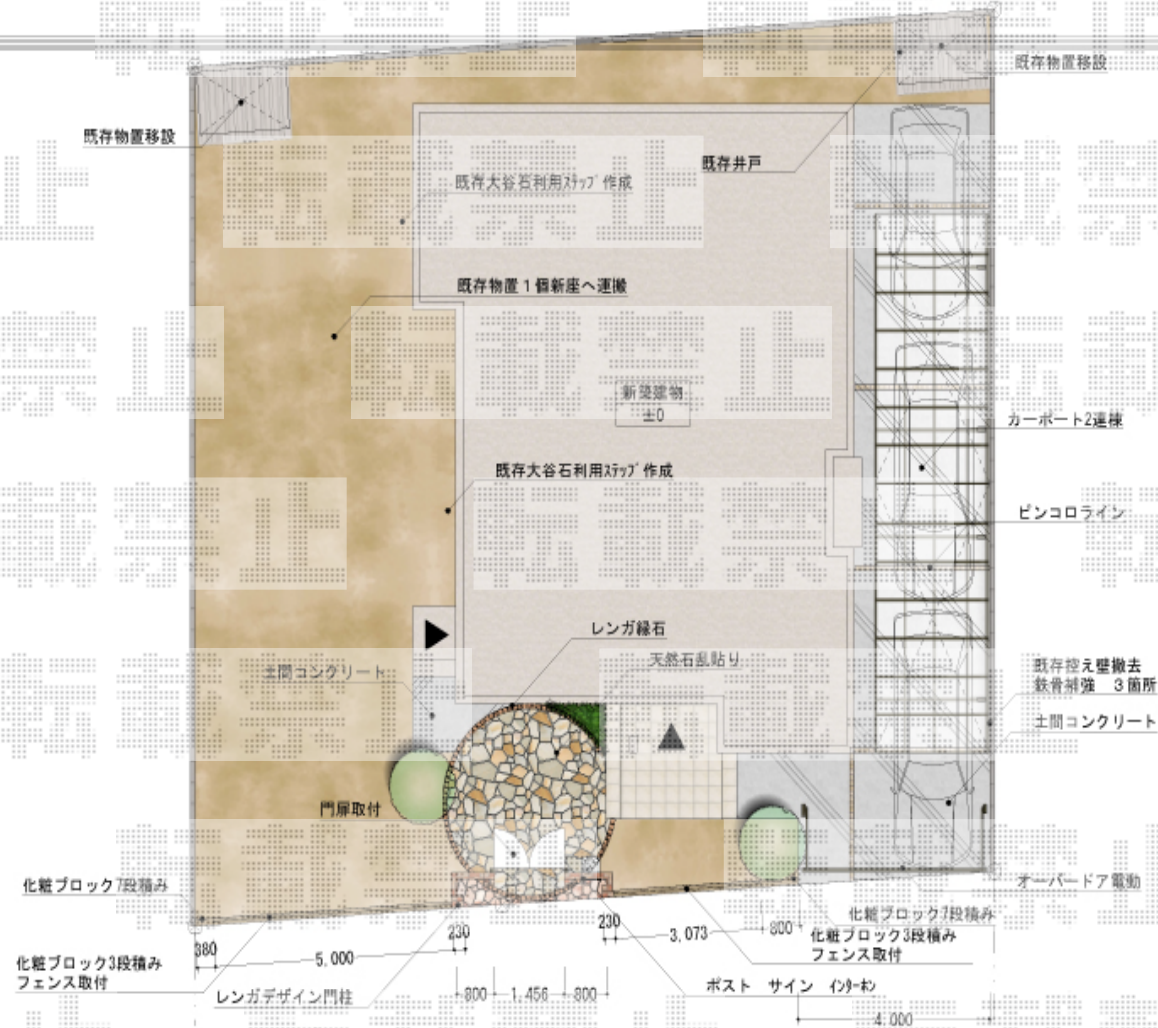 既存物置移設
既存物置移設
既存井戸
既存大谷石利用ステップ作成
既存物置1個新座へ運搬
新築建物
±0
カーポート2連棟
既存大谷石利用ステップ作成
ピンコロライン
レンガ縁石
天然石乱貼り
土間コンクリート
既存控え壁撤去
鉄骨補強 3箇所
土間コンクリート
門扉取付
化粧ブロック7段積み
オーバードア電動
化粧ブロック7段積み
230
230
3,073
800
380
5,000
化粧ブロック3段積み
フェンス取付
化粧ブロック3段積み
フェンス取付
レンガデザイン門柱
800
1,456
800
ポスト サイン インターホン
4,000
転載禁止